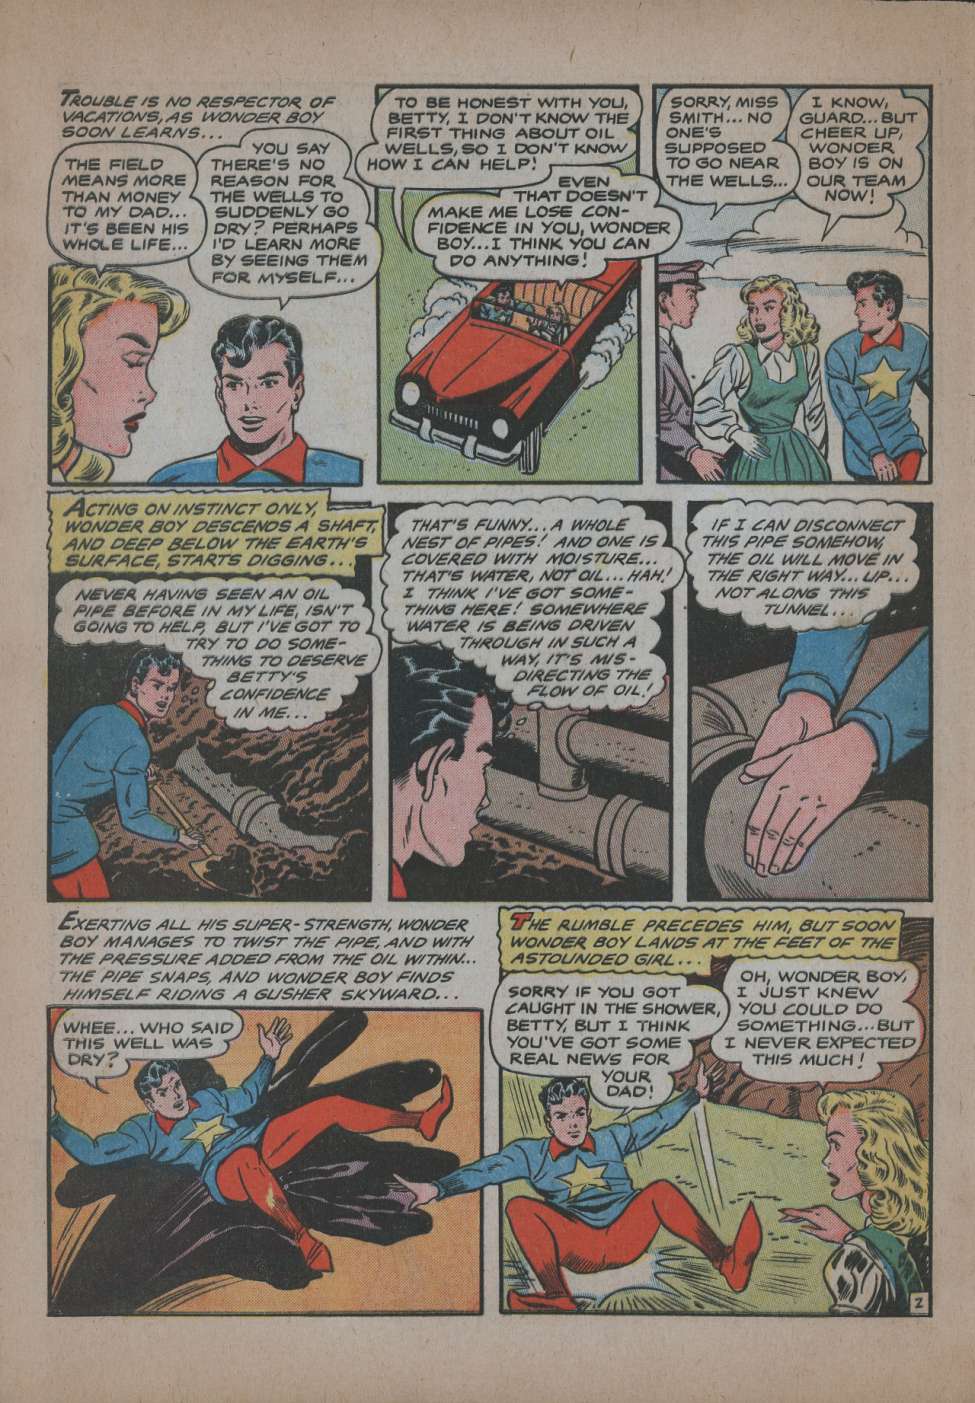 TROUBLE IS NO RESPECTOR OF
VACATIONS, AS WONDER BOY
SOON LEARNS...
THE FIELD
MEANS MORE
THAN MONEY
TO MY DAD...
IT'S BEEN HIS
WHOLE LIFE...
YOU SAY
THERE'S NO
REASON FOR
THE WELLS TO
SUDDENLY GO
DRY? PERHAPS
I'D LEARN MORE
BY SEEING THEM
FOR MYSELF...
TO BE HONEST WITH YOU,
BETTY, I DON'T KNOW THE
FIRST THING ABOUT OIL
WELLS, SO I DON'T KNOW
HOW I CAN HELP!
EVEN
THAT DOESN'T
MAKE ME LOSE CON-
FIDENCE IN YOU, WONDER
BOY... I THINK YOU CAN
DO ANYTHING!
SORRY, MISS
SMITH... NO
ONE'S
SUPPOSED
TO GO NEAR
THE WELLS...
I KNOW,
GUARD... BUT
CHEER UP,
WONDER
BOY IS ON
OUR TEAM
NOW!
ACTING ON INSTINCT ONLY,
WONDER BOY DESCENDS A SHAFT,
AND DEEP BELOW THE EARTH'S
SURFACE, STARTS DIGGING...
NEVER HAVING SEEN AN OIL
PIPE BEFORE IN MY LIFE, ISN'T
GOING TO HELP, BUT I'VE GOT TO
TRY TO DO SOME-
THING TO DESERVE
BETTY'S
CONFIDENCE
IN ME...
THAT'S FUNNY... A WHOLE
NEST OF PIPES! AND ONE IS
COVERED WITH MOISTURE...
THAT'S WATER, NOT OIL... HAH!
I THINK I'VE GOT SOME-
THING HERE! SOMEWHERE
WATER IS BEING DRIVEN
THROUGH IN SUCH A
WAY, IT'S MIS-
DIRECTING THE
FLOW OF OIL!
IF I CAN DISCONNECT
THIS PIPE SOMEHOW,
THE OIL WILL MOVE IN
THE RIGHT WAY... UP...
NOT ALONG THIS
TUNNEL...
EXERTING ALL HIS SUPER-STRENGTH, WONDER
BOY MANAGES TO TWIST THE PIPE, AND WITH
THE PRESSURE ADDED FROM THE OIL WITHIN...
THE PIPE SNAPS, AND WONDER BOY FINDS
HIMSELF RIDING A GUSHER SKYWARD...
WHEE... WHO SAID
THIS WELL WAS
DRY?
THE RUMBLE PRECEDES HIM, BUT SOON
WONDER BOY LANDS AT THE FEET OF THE
ASTOUNDED GIRL...
SORRY IF YOU GOT
CAUGHT IN THE SHOWER,
BETTY, BUT I THINK
YOU'VE GOT SOME
REAL NEWS FOR
YOUR
DAD!
OH, WONDER BOY,
I JUST KNEW
YOU COULD DO
SOMETHING... BUT
I NEVER EXPECTED
THIS MUCH!
2